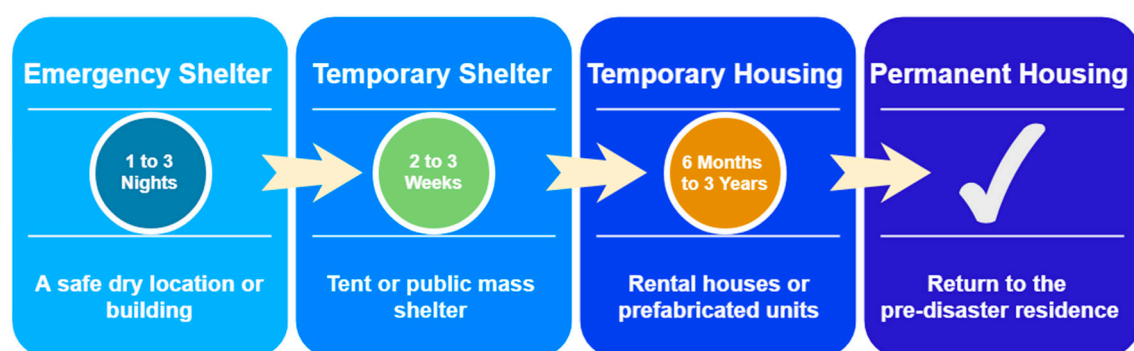 Emergency Shelter
1 to 3
Nights
A safe dry location or
building
Temporary Shelter
2 to 3
Weeks
Tent or public mass
shelter
Temporary Housing
6 Months
to 3 Years
Rental houses or
prefabricated units
Permanent Housing
Return to the
pre-disaster residence